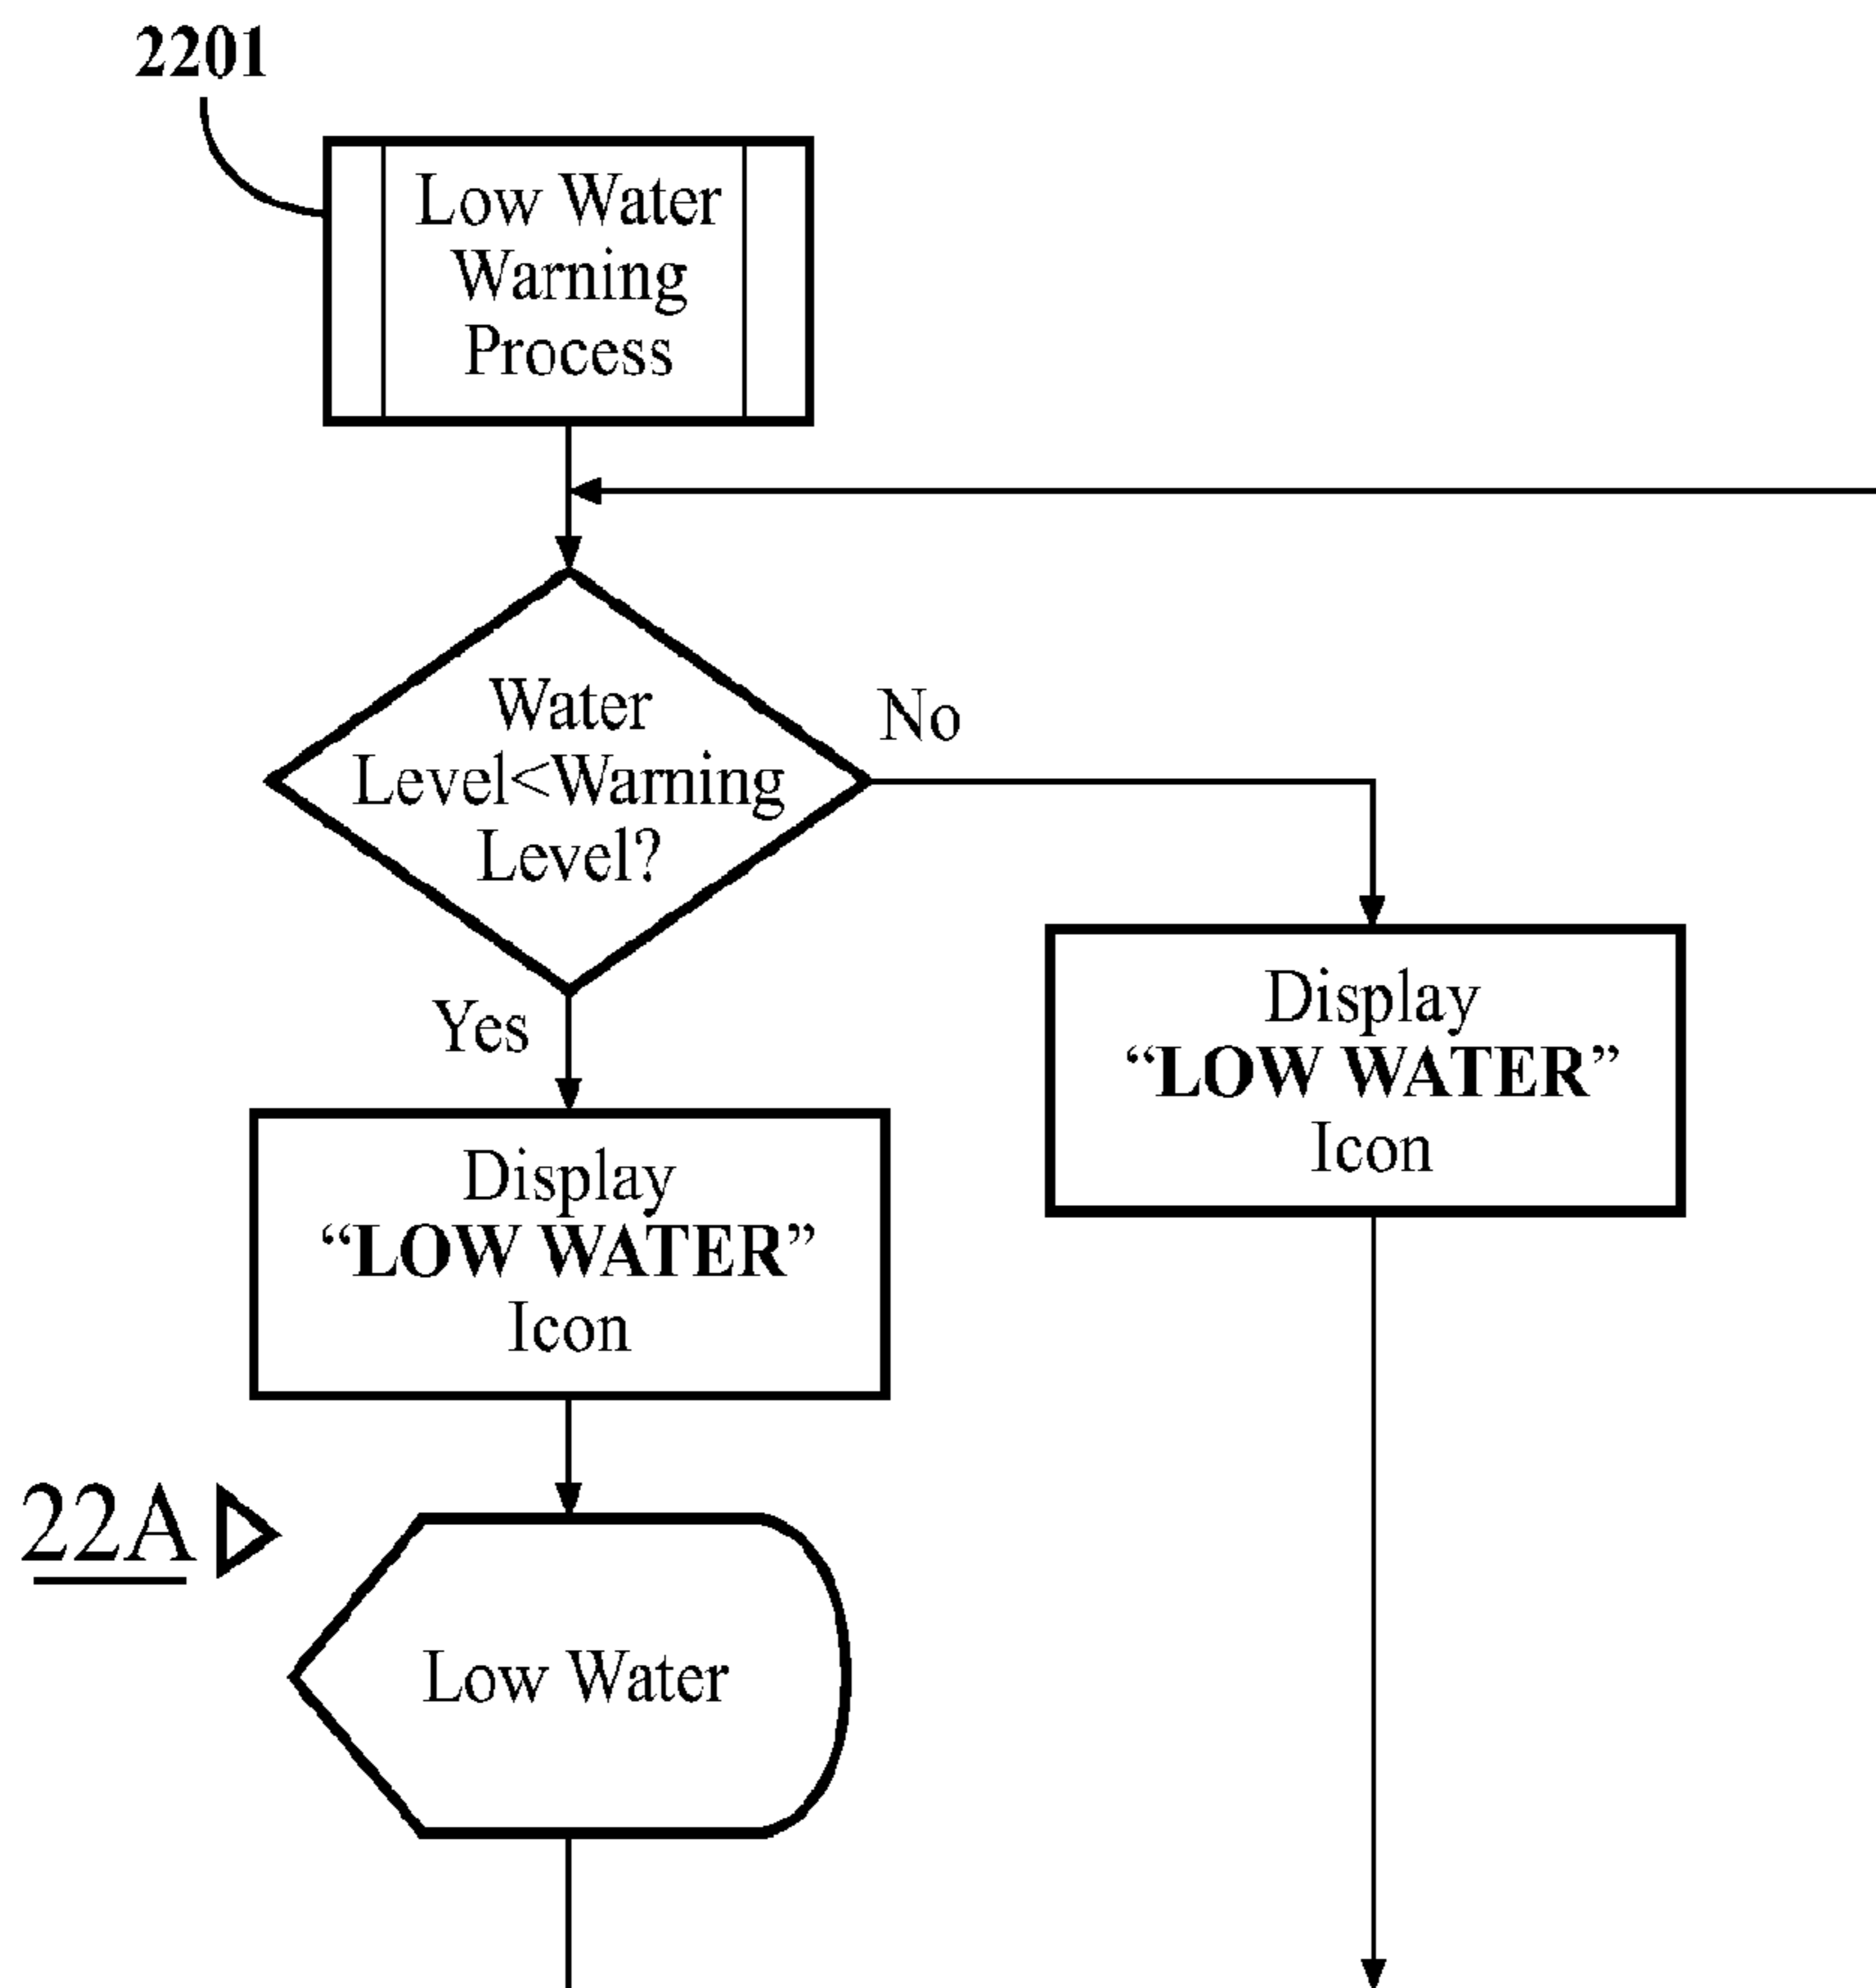 2201
Low Water
Warning
Process
Water
Level<Warning
Level?
No
Yes
Display
“LOW WATER”
Icon
Display
“LOW WATER”
Icon
22A
Low Water